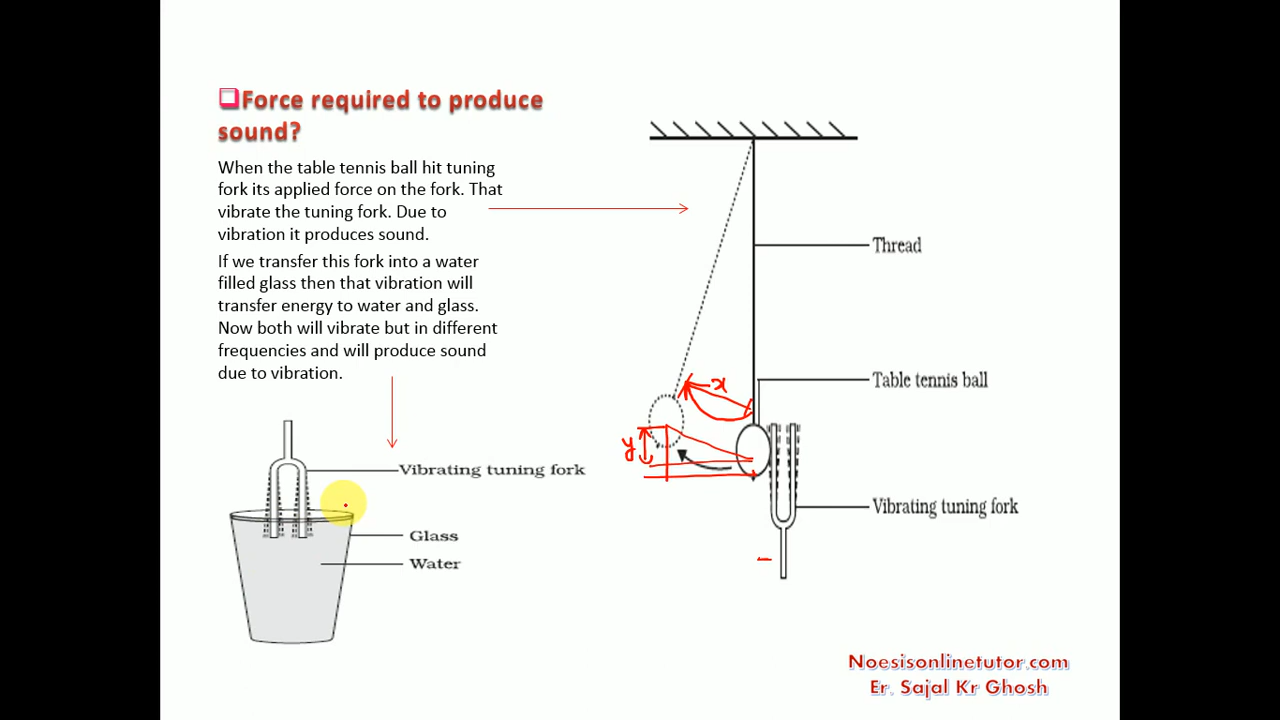 Force required to produce
sound?
When the table tennis ball hit tuning
fork its applied force on the fork. That
vibrate the tuning fork. Due to
vibration it produces sound.
If we transfer this fork into a water
filled glass then that vibration will
transfer energy to water and glass.
Now both will vibrate but in different
frequencies and will produce sound
due to vibration.
Thread
x
Table tennis ball
y
Vibrating tuning fork
Vibrating tuning fork
Glass
Water
Noesisonlinetutor.com
Er. Sajal Kr Ghosh